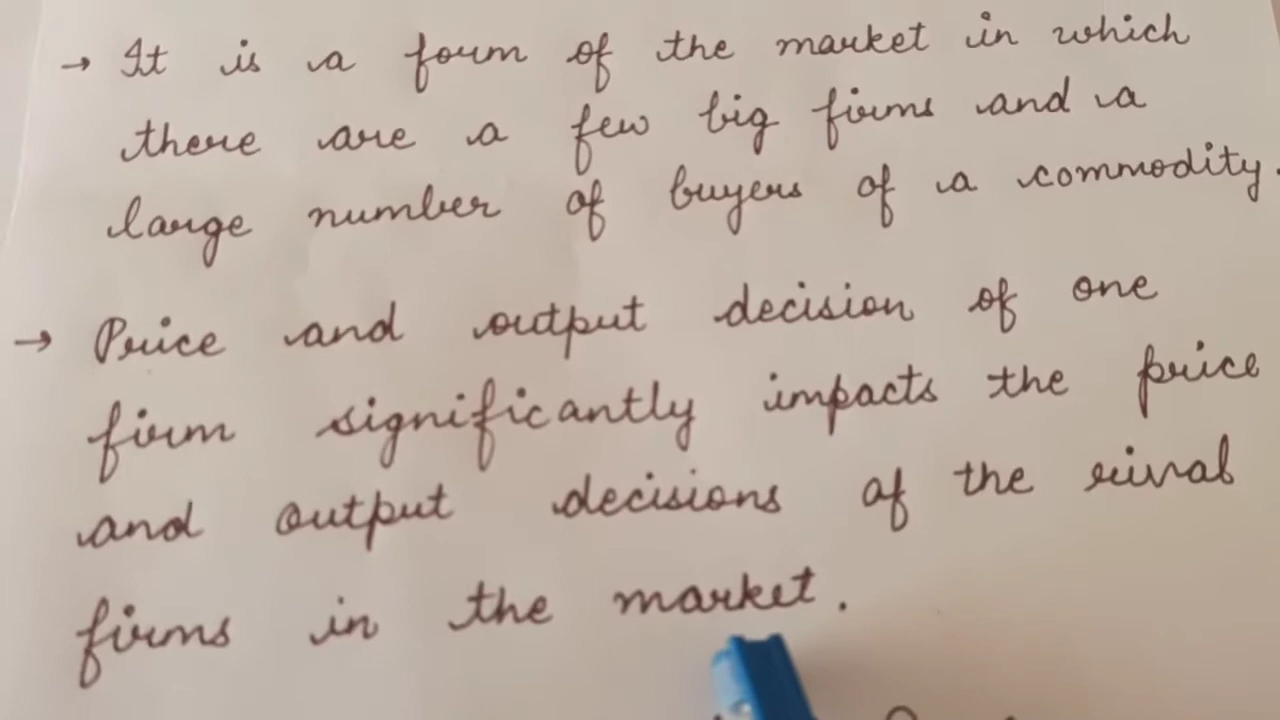 → It is a form of the market in which
there are a few big firms and a
large number of buyers of a commodity.
→ Price and output decision of one
firm significantly impacts the price
and output decisions of the rival
firms in the market.